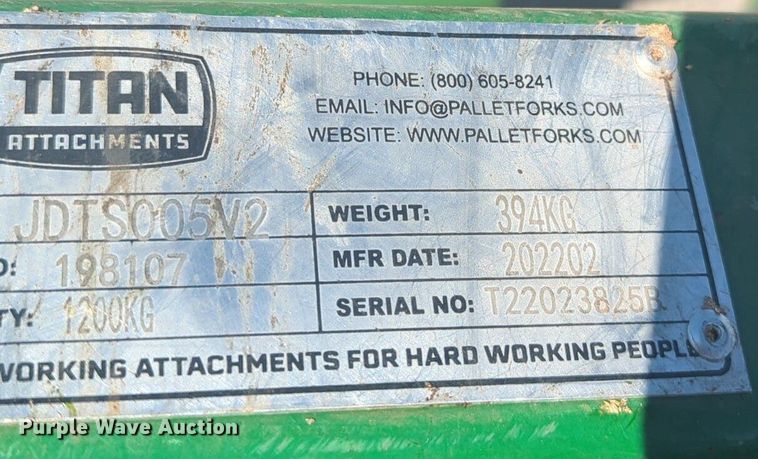 TITAN
ATTACHMENTS
PHONE: (800) 605-8241
EMAIL: INFO@PALLETFORKS.COM
WEBSITE: WWW.PALLETFORKS.COM
JDTS005V2
WEIGHT: 394KG
D: 198107
MFR DATE: 202202
TY: 1200KG
SERIAL NO: T22023825B
WORKING ATTACHMENTS FOR HARD WORKING PEOPLE
Purple Wave Auction